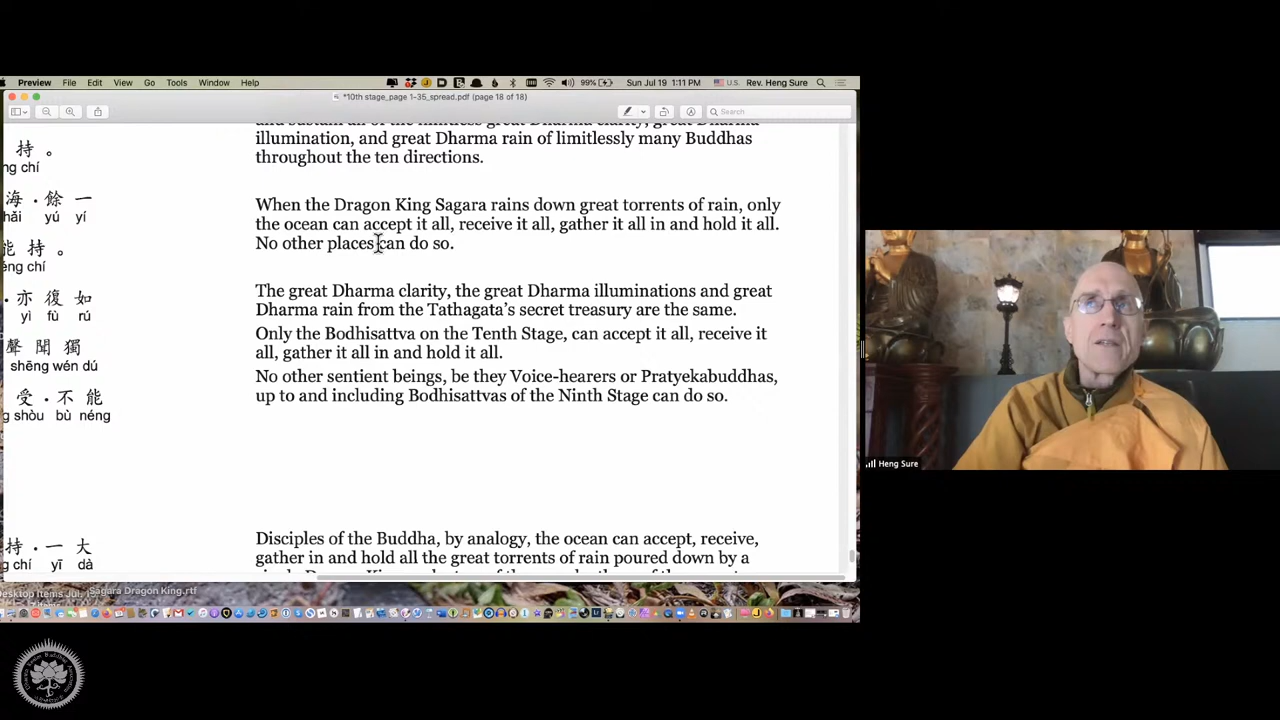 Preview File Edit View Go Tools Window Help
99% Sun Jul 19 1:11 PM U.S. Rev. Heng Sure
*10th stage_page 1-35_spread.pdf (page 18 of 18)
Search
illumination, and great Dharma rain of limitlessly many Buddhas
throughout the ten directions.
持 。
ng chí
海 · 餘 一
hǎi yú yí
能 持 。
éng chí
· 亦 復 如
yì fù rú
聲 聞 獨
shēng wén dú
受 · 不 能
g shòu bù néng
When the Dragon King Sagara rains down great torrents of rain, only
the ocean can accept it all, receive it all, gather it all in and hold it all.
No other places can do so.
The great Dharma clarity, the great Dharma illuminations and great
Dharma rain from the Tathagata's secret treasury are the same.
Only the Bodhisattva on the Tenth Stage, can accept it all, receive it
all, gather it all in and hold it all.
No other sentient beings, be they Voice-hearers or Pratyekabuddhas,
up to and including Bodhisattvas of the Ninth Stage can do so.
持 · 一 大
g chí yī dà
Disciples of the Buddha, by analogy, the ocean can accept, receive,
gather in and hold all the great torrents of rain poured down by a
Sagara Dragon King.rtf
Heng Sure